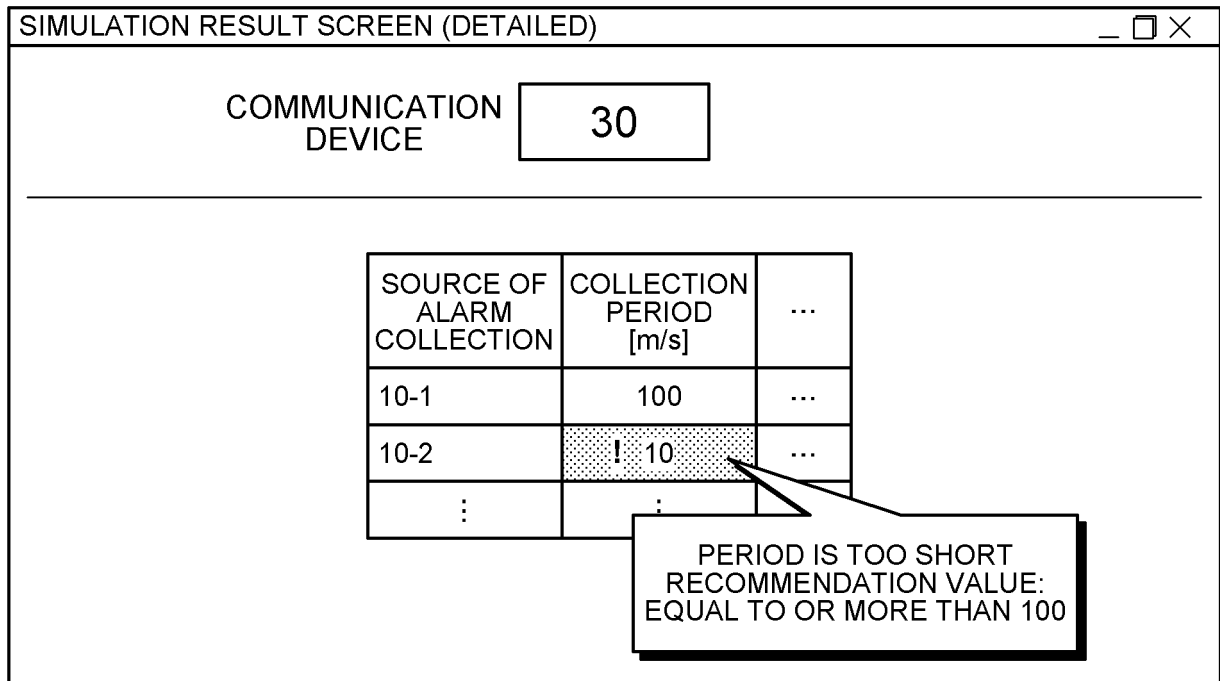 SIMULATION RESULT SCREEN (DETAILED)
COMMUNICATION
DEVICE
30
SOURCE OF
ALARM
COLLECTION
COLLECTION
PERIOD
[m/s]
...
10-1
100
...
10-2
! 10
...
⋮
⋮
PERIOD IS TOO SHORT
RECOMMENDATION VALUE:
EQUAL TO OR MORE THAN 100